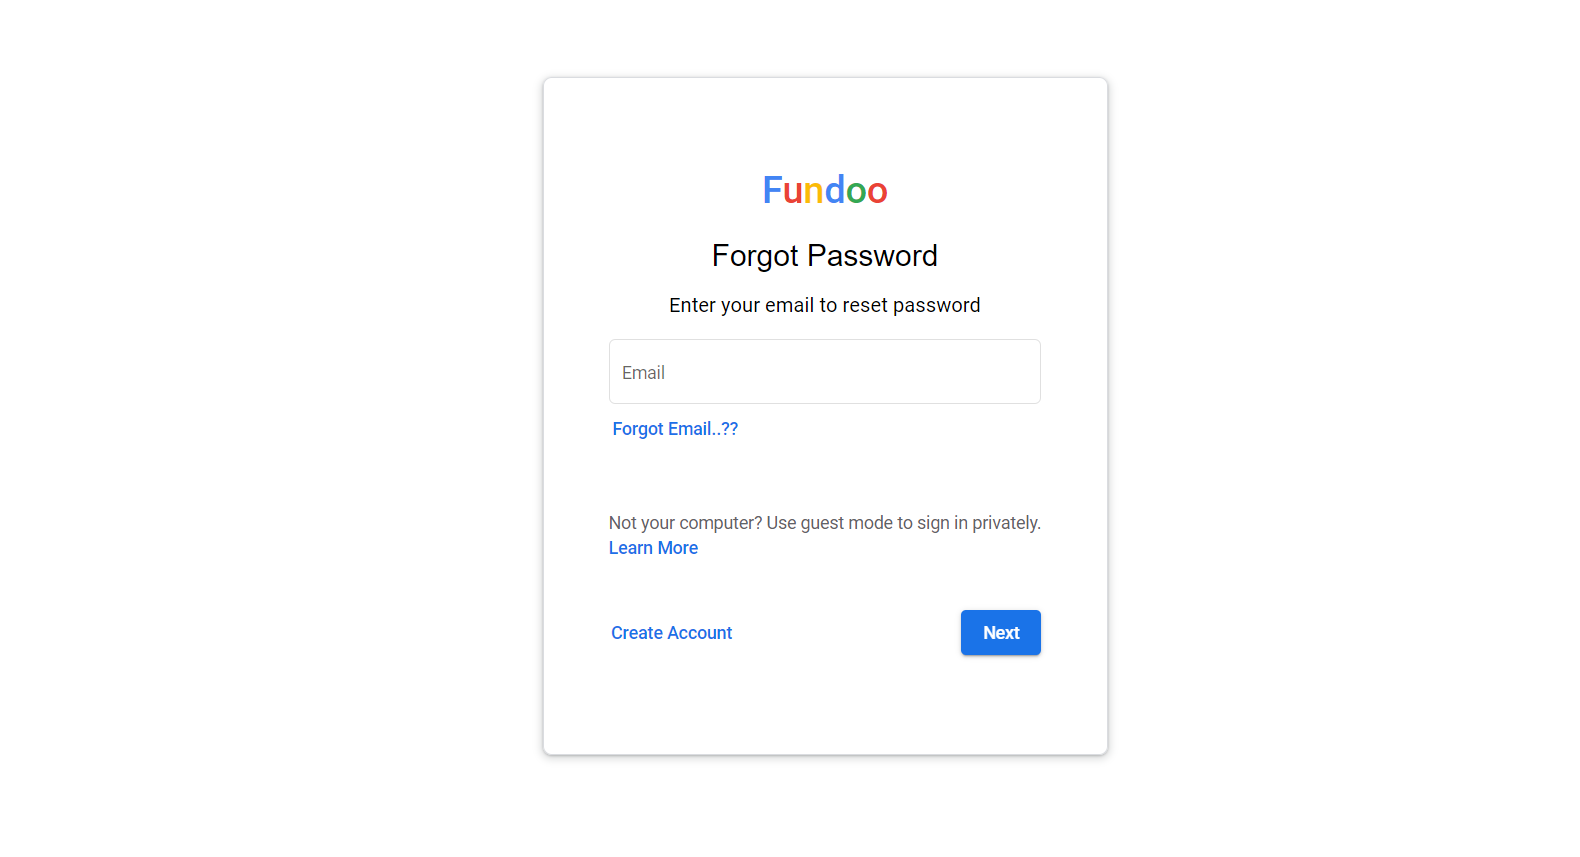 Fundoo
Forgot Password
Enter your email to reset password
Email
Forgot Email..??
Not your computer? Use guest mode to sign in privately.
Learn More
Create Account
Next